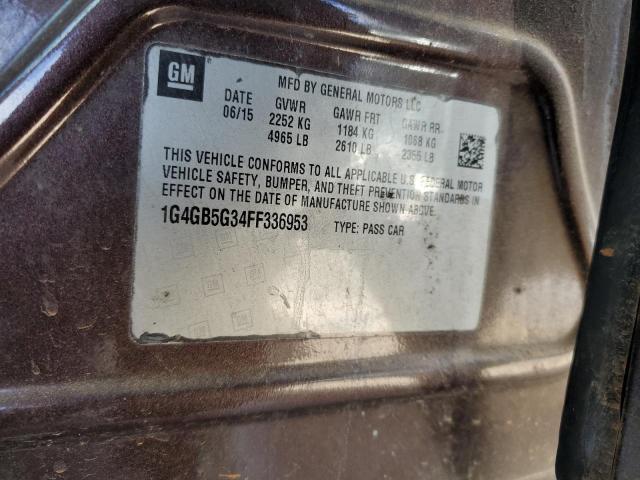 GM
MFD BY GENERAL MOTORS LLC
DATE GVWR GAWR FRT GAWR RR
06/15 2252 KG 1184 KG 1068 KG
4965 LB 2610 LB 2355 LB
THIS VEHICLE CONFORMS TO ALL APPLICABLE U.S. FEDERAL MOTOR
VEHICLE SAFETY, BUMPER, AND THEFT PREVENTION STANDARDS IN
EFFECT ON THE DATE OF MANUFACTURE SHOWN ABOVE.
1G4GB5G34FF336953 TYPE: PASS CAR